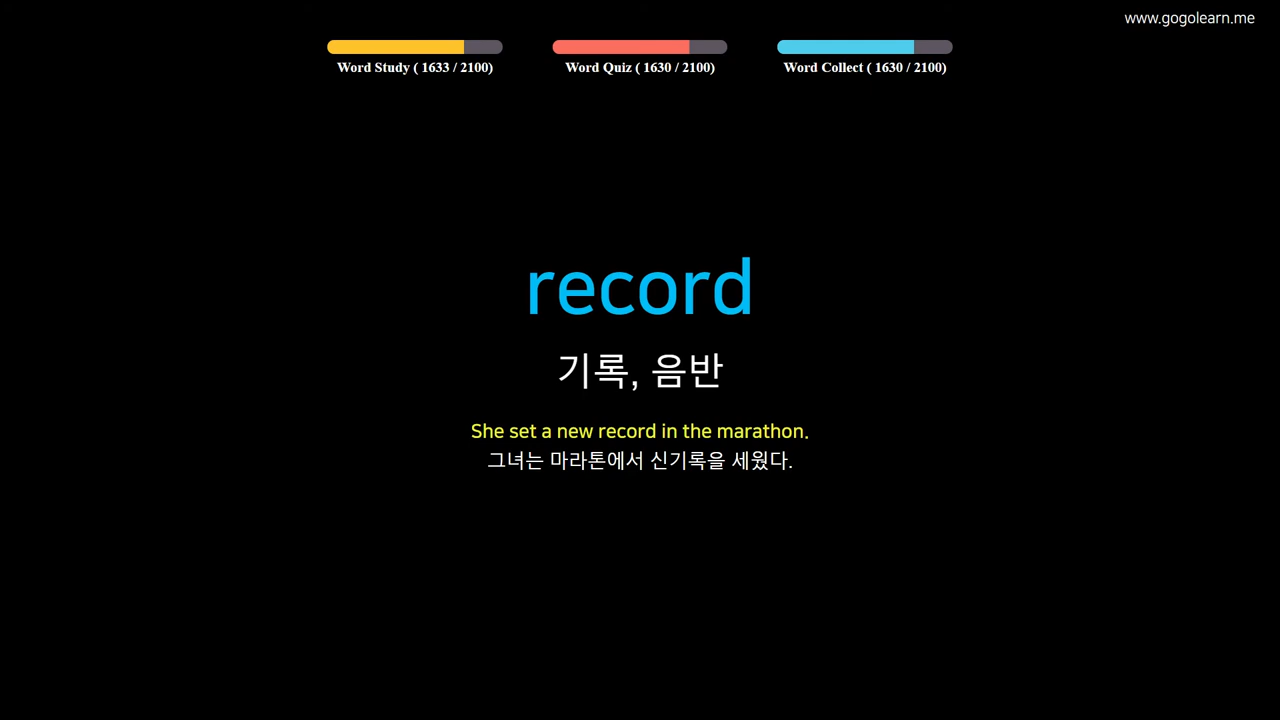 www.gogolearn.me
Word Study ( 1633 / 2100)
Word Quiz ( 1630 / 2100)
Word Collect ( 1630 / 2100)
record
기록, 음반
She set a new record in the marathon.
그녀는 마라톤에서 신기록을 세웠다.